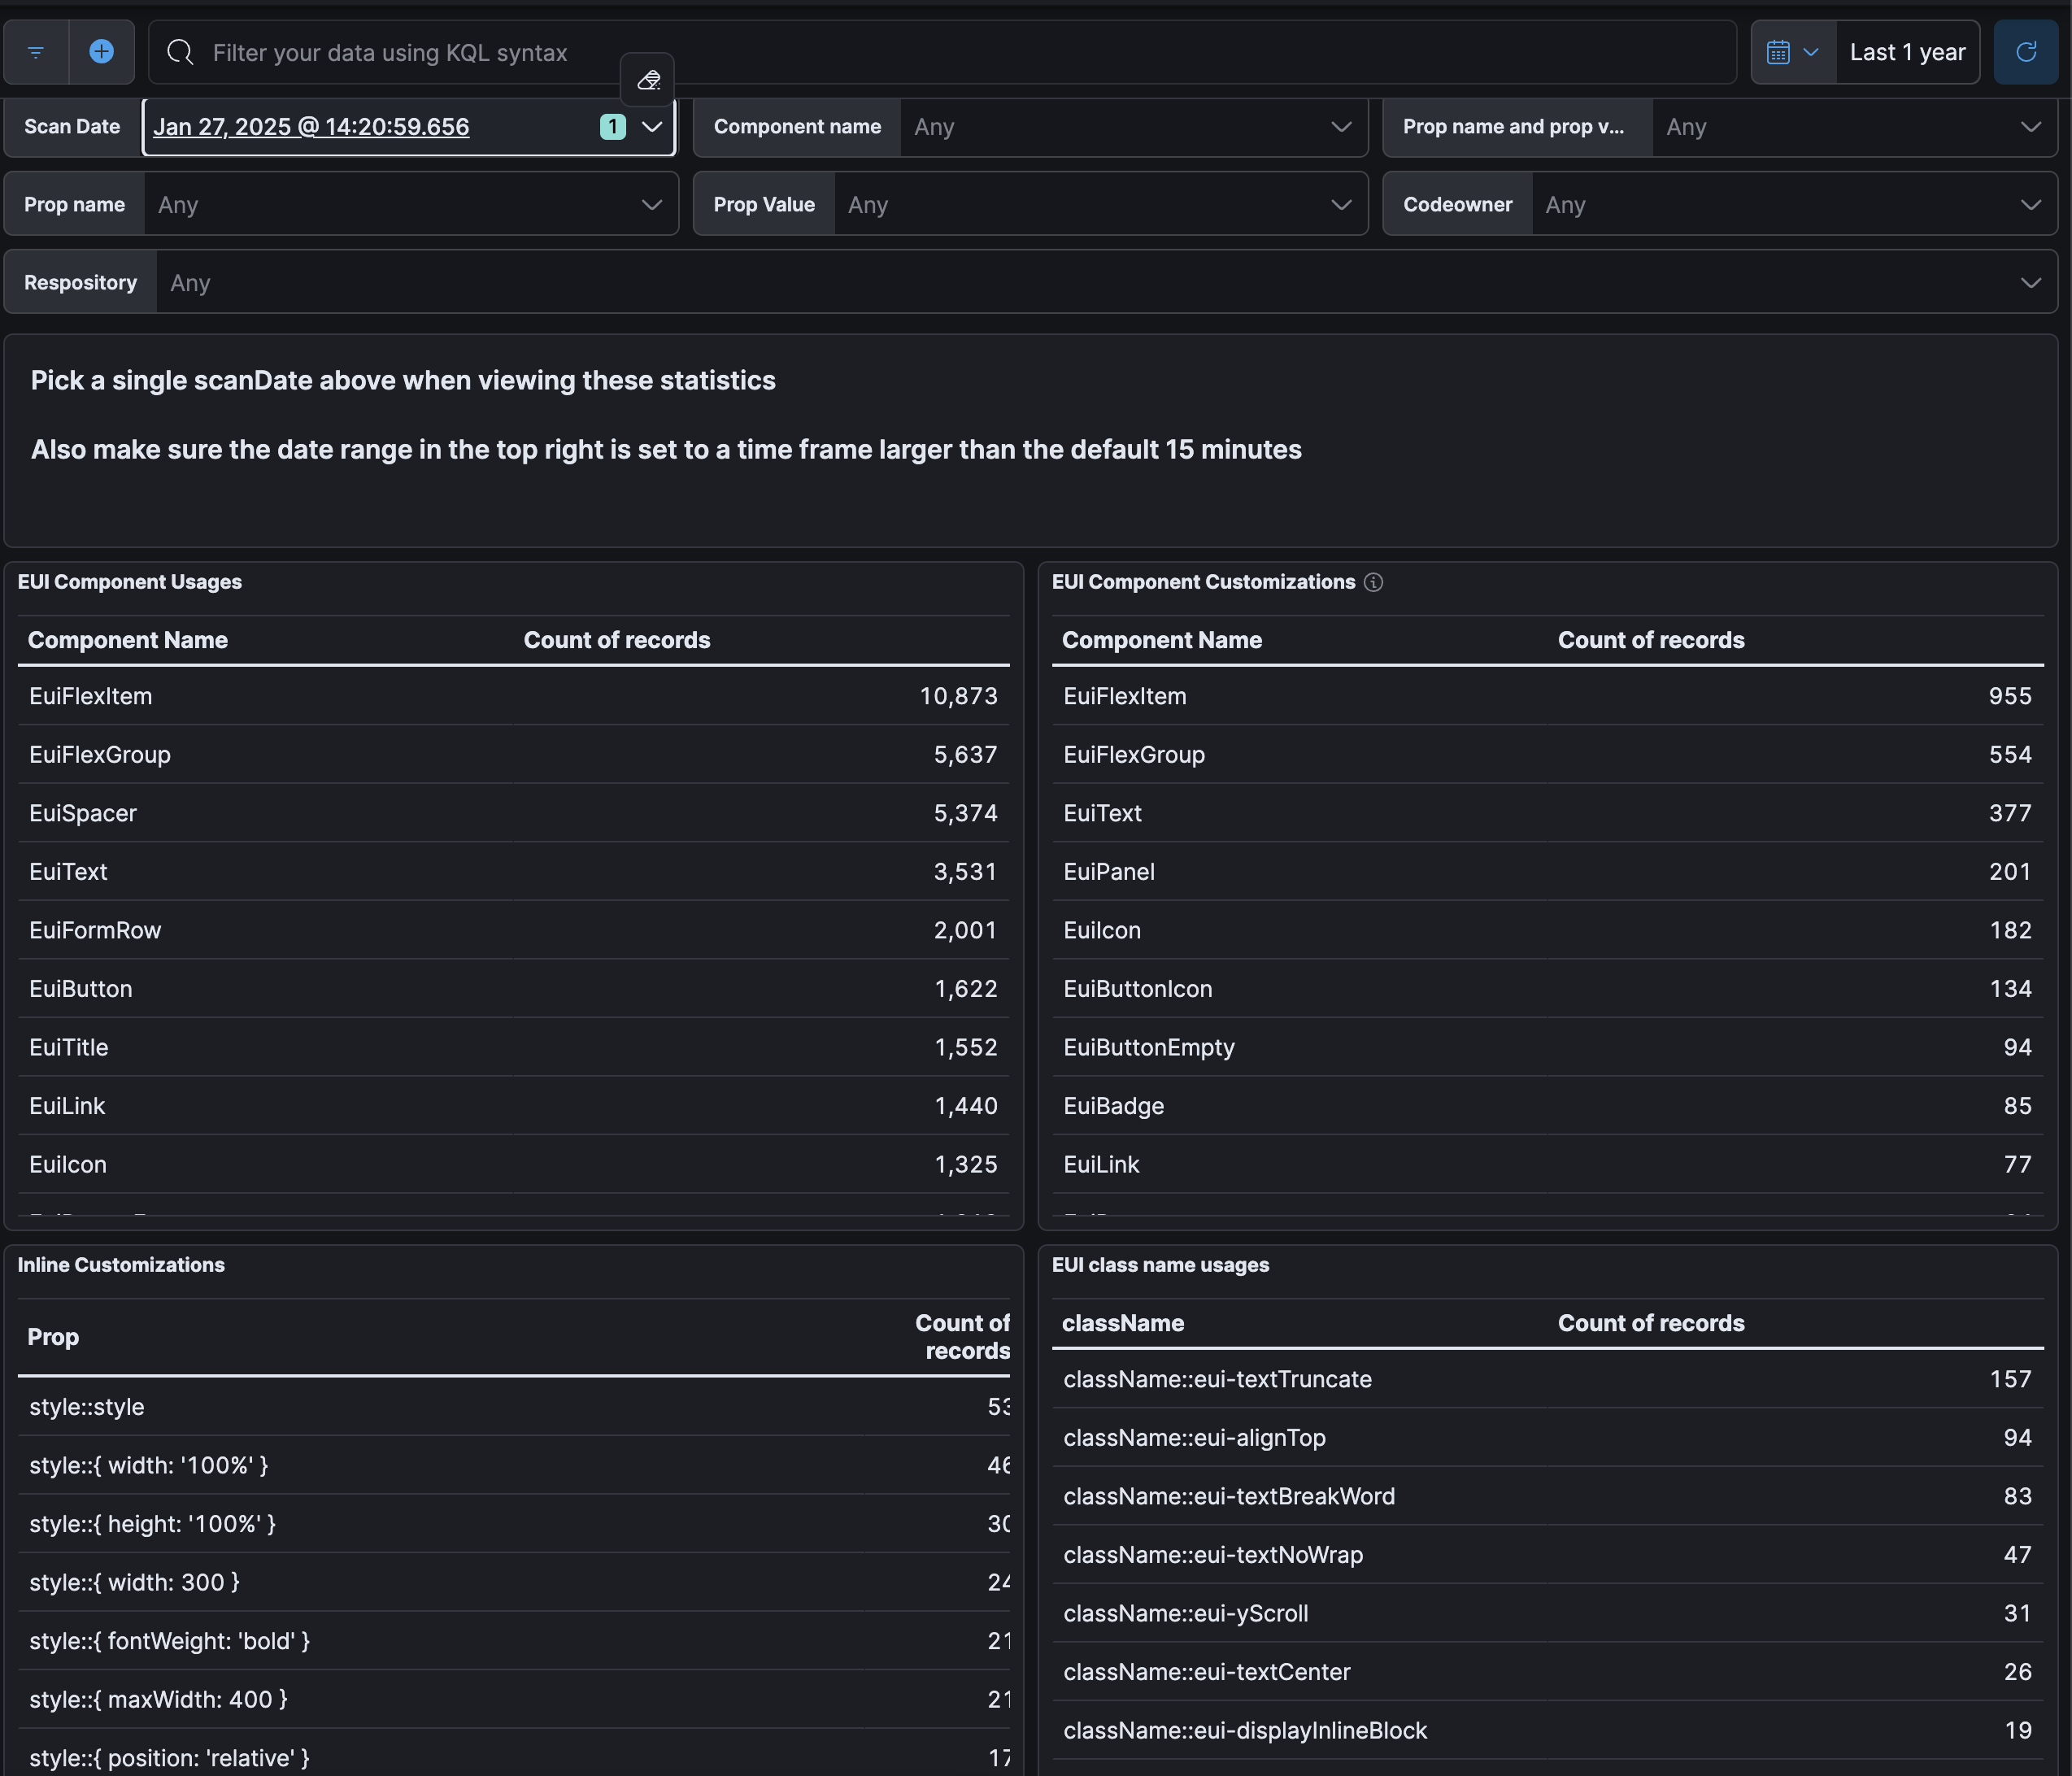 Filter your data using KQL syntax
Last 1 year
Scan Date Jan 27, 2025 @ 14:20:59.656 1
Component name Any
Prop name and prop v... Any
Prop name Any
Prop Value Any
Codeowner Any
Respository Any
Pick a single scanDate above when viewing these statistics
Also make sure the date range in the top right is set to a time frame larger than the default 15 minutes
EUI Component Usages
Component Name Count of records
EuiFlexItem 10,873
EuiFlexGroup 5,637
EuiSpacer 5,374
EuiText 3,531
EuiFormRow 2,001
EuiButton 1,622
EuiTitle 1,552
EuiLink 1,440
EuiIcon 1,325
EUI Component Customizations
Component Name Count of records
EuiFlexItem 955
EuiFlexGroup 554
EuiText 377
EuiPanel 201
EuiIcon 182
EuiButtonIcon 134
EuiButtonEmpty 94
EuiBadge 85
EuiLink 77
Inline Customizations
Prop Count of records
style::style 53
style::{ width: '100%' } 46
style::{ height: '100%' } 30
style::{ width: 300 } 24
style::{ fontWeight: 'bold' } 21
style::{ maxWidth: 400 } 21
style::{ position: 'relative' } 17
EUI class name usages
className Count of records
className::eui-textTruncate 157
className::eui-alignTop 94
className::eui-textBreakWord 83
className::eui-textNoWrap 47
className::eui-yScroll 31
className::eui-textCenter 26
className::eui-displayInlineBlock 19